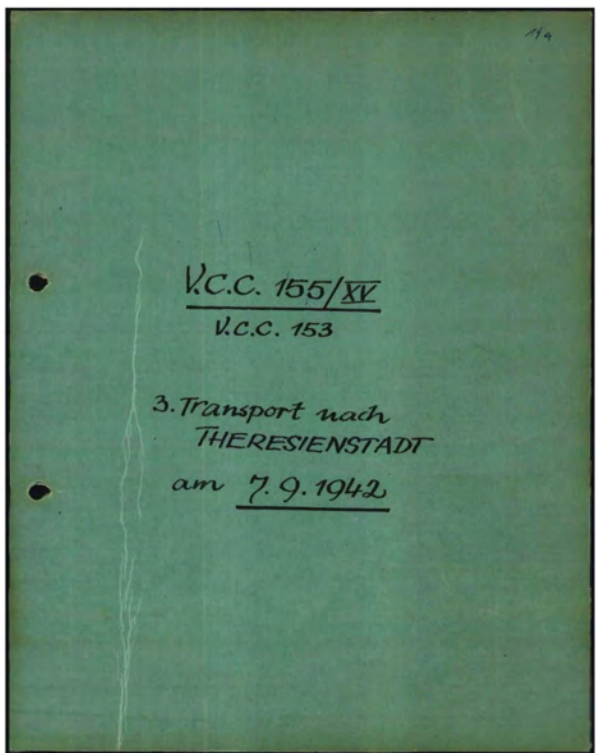 V.C.C. 155/XV
V.C.C. 153
3. Transport nach
THERESIENSTADT
am 7.9.1942